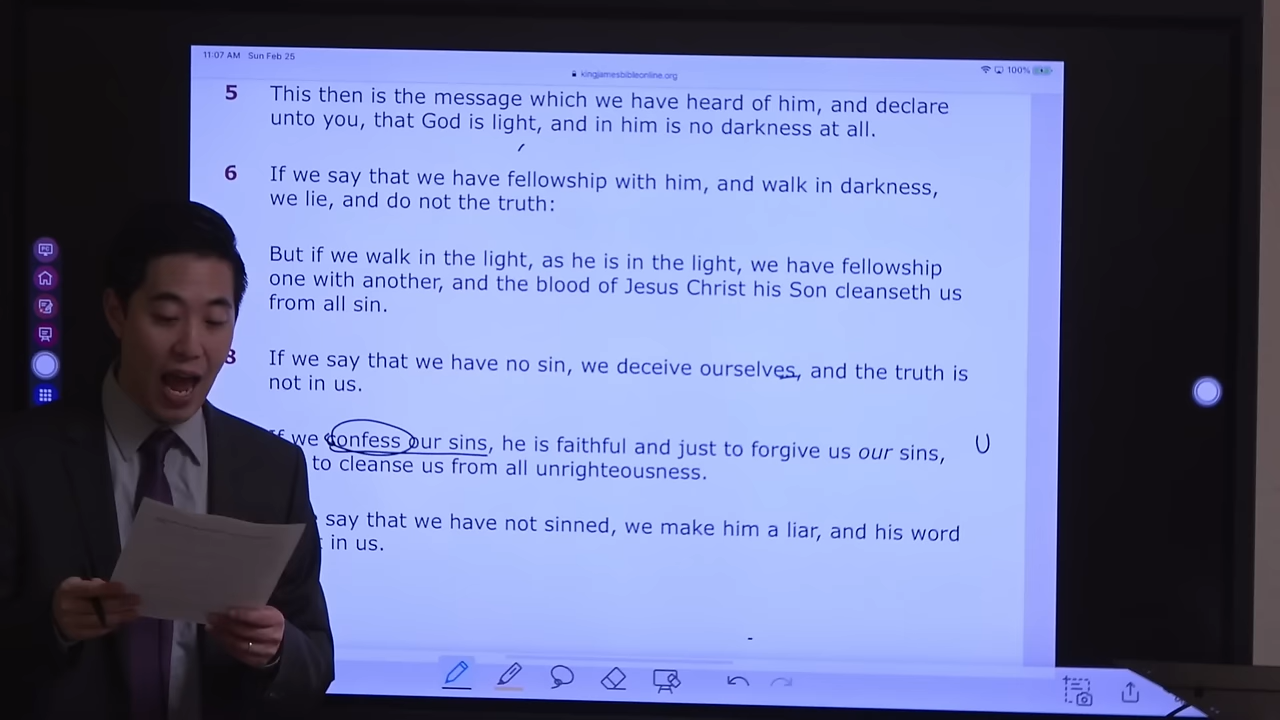 11:07 AM Sun Feb 25
kingjamesbibleonline.org
100%
5 This then is the message which we have heard of him, and declare
unto you, that God is light, and in him is no darkness at all.
6 If we say that we have fellowship with him, and walk in darkness,
we lie, and do not the truth:
But if we walk in the light, as he is in the light, we have fellowship
one with another, and the blood of Jesus Christ his Son cleanseth us
from all sin.
8 If we say that we have no sin, we deceive ourselves, and the truth is
not in us.
If we confess our sins, he is faithful and just to forgive us our sins, U
to cleanse us from all unrighteousness.
say that we have not sinned, we make him a liar, and his word
in us.